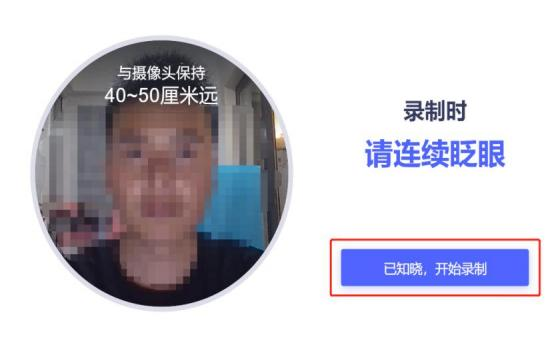 与摄像头保持
40~50厘米远
录制时
请连续眨眼
已知晓，开始录制